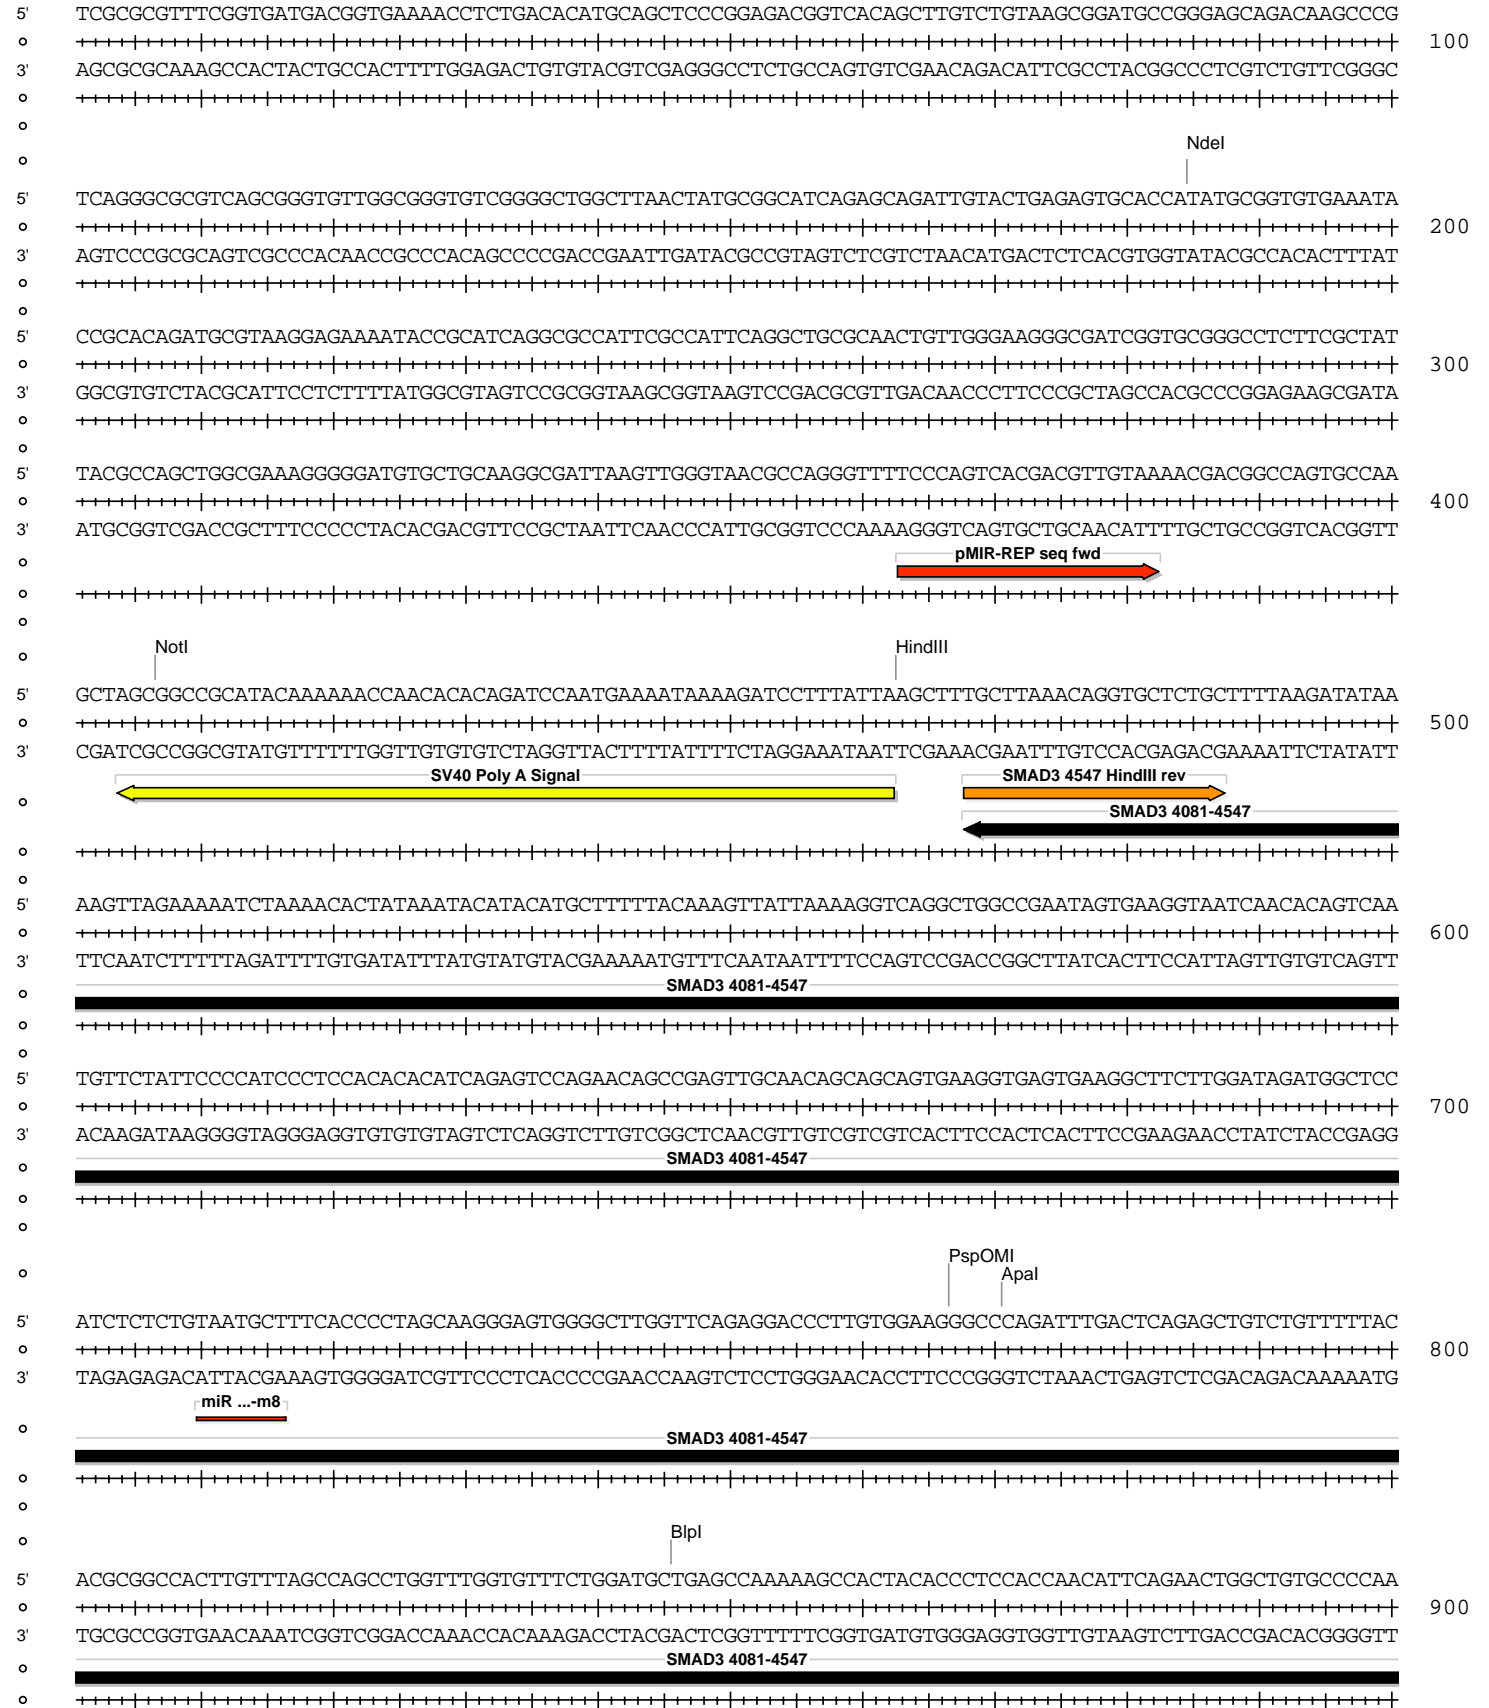 5' TCGCGCGTTTCGGTGATGACGGTGAAAACCTCTGACACATGCAGCTCCCGGAGACGGTCACAGCTTGTCTGTAAGCGGATGCCGGGAGCAGACAAGCCCG
100
3' AGCGCGCAAAGCCACTACTGCCACTTTTGGAGACTGTGTACGTCGAGGGCCTCTGCCAGTGTCGAACAGACATTCGCCTACGGCCCTCGTCTGTTCGGGC
NdeI
5' TCAGGGCGCGTCAGCGGGTGTTGGCGGGTGTCGGGGCTGGCTTAACTATGCGGCATCAGAGCAGATTGTACTGAGAGTGCACCATATGCGGTGTGAAATA
200
3' AGTCCCGCGCAGTCGCCCACAACCGCCCACAGCCCCGACCGAATTGATACGCCGTAGTCTCGTCTAACATGACTCTCACGTGGTATACGCCACACTTTAT
5' CCGCACAGATGCGTAAGGAGAAAATACCGCATCAGGCGCCATTCGCCATTCAGGCTGCGCAACTGTTGGGAAGGGCGATCGGTGCGGGCCTCTTCGCTAT
300
3' GGCGTGTCTACGCATTCCTCTTTTATGGCGTAGTCCGCGGTAAGCGGTAAGTCCGACGCGTTGACAACCCTTCCCGCTAGCCACGCCCGGAGAAGCGATA
5' TACGCCAGCTGGCGAAAGGGGGATGTGCTGCAAGGCGATTAAGTTGGGTAACGCCAGGGTTTTCCCAGTCACGACGTTGTAAAACGACGGCCAGTGCCAA
400
3' ATGCGGTCGACCGCTTTCCCCCTACACGACGTTCCGCTAATTCAACCCATTGCGGTCCCAAAAGGGTCAGTGCTGCAACATTTTGCTGCCGGTCACGGTT
pMIR-REP seq fwd
NotI HindIII
5' GCTAGCGGCCGCATACAAAAAACCAACACACAGATCCAATGAAAATAAAAGATCCTTTATTAAGCTTTGCTTAAACAGGTGCTCTGCTTTTAAGATATAA
500
3' CGATCGCCGGCGTATGTTTTTTGGTTGTGTGTCTAGGTTACTTTTATTTTCTAGGAAATAATTCGAAACGAATTTGTCCACGAGACGAAAATTCTATATT
SV40 Poly A Signal SMAD3 4547 HindIII rev
SMAD3 4081-4547
5' AAGTTAGAAAAATCTAAAACACTATAAATACATACATGCTTTTTACAAAGTTATTAAAAGGTCAGGCTGGCCGAATAGTGAAGGTAATCAACACAGTCAA
600
3' TTCAATCTTTTTAGATTTTGTGATATTTATGTATGTACGAAAAATGTTTCAATAATTTTCCAGTCCGACCGGCTTATCACTTCCATTAGTTGTGTCAGTT
SMAD3 4081-4547
5' TGTTCTATTCCCCATCCCTCCACACACATCAGAGTCCAGAACAGCCGAGTTGCAACAGCAGCAGTGAAGGTGAGTGAAGGCTTCTTGGATAGATGGCTCC
700
3' ACAAGATAAGGGGTAGGGAGGTGTGTGTAGTCTCAGGTCTTGTCGGCTCAACGTTGTCGTCGTCACTTCCACTCACTTCCGAAGAACCTATCTACCGAGG
SMAD3 4081-4547
PspOMI
ApaI
5' ATCTCTCTGTAATGCTTTCACCCCTAGCAAGGGAGTGGGGCTTGGTTCAGAGGACCCTTGTGGAAGGGCCCAGATTTGACTCAGAGCTGTCTGTTTTTAC
800
3' TAGAGAGACATTACGAAAGTGGGGATCGTTCCCTCACCCCGAACCAAGTCTCCTGGGAACACCTTCCCGGGTCTAAACTGAGTCTCGACAGACAAAAATG
miR ...-m8
SMAD3 4081-4547
BlpI
5' ACGCGGCCACTTGTTTAGCCAGCCTGGTTTGGTGTTTCTGGATGCTGAGCCAAAAAGCCACTACACCCTCCACCAACATTCAGAACTGGCTGTGCCCCAA
900
3' TGCGCCGGTGAACAAATCGGTCGGACCAAACCACAAAGACCTACGACTCGGTTTTTCGGTGATGTGGGAGGTGGTTGTAAGTCTTGACCGACACGGGGTT
SMAD3 4081-4547